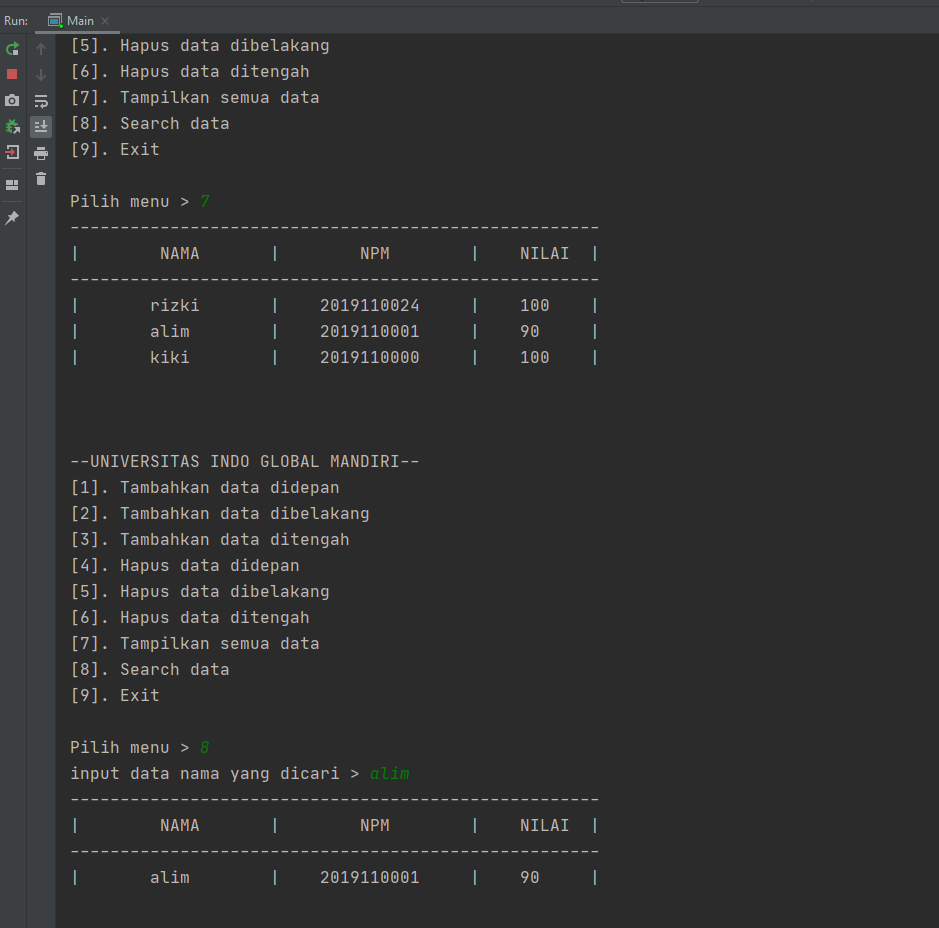 Run: Main
[5]. Hapus data dibelakang
[6]. Hapus data ditengah
[7]. Tampilkan semua data
[8]. Search data
[9]. Exit
Pilih menu > 7
-----------------------------------------------------
|        NAMA       |        NPM        |    NILAI  |
-----------------------------------------------------
|       rizki       |    2019110024     |    100    |
|       alim        |    2019110001     |    90     |
|       kiki        |    2019110000     |    100    |
--UNIVERSITAS INDO GLOBAL MANDIRI--
[1]. Tambahkan data didepan
[2]. Tambahkan data dibelakang
[3]. Tambahkan data ditengah
[4]. Hapus data didepan
[5]. Hapus data dibelakang
[6]. Hapus data ditengah
[7]. Tampilkan semua data
[8]. Search data
[9]. Exit
Pilih menu > 8
input data nama yang dicari > alim
-----------------------------------------------------
|        NAMA       |        NPM        |    NILAI  |
-----------------------------------------------------
|       alim        |    2019110001     |    90     |